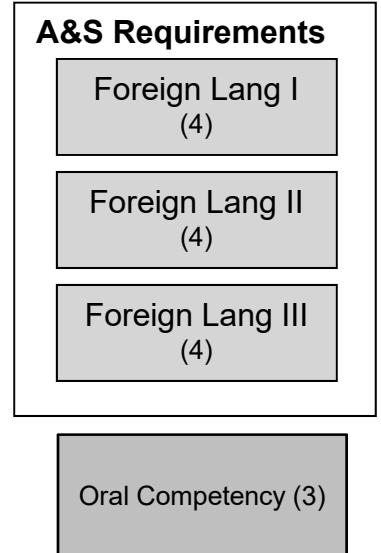 A&S Requirements
Foreign Lang I
(4)
Foreign Lang II
(4)
Foreign Lang III
(4)
Oral Competency (3)